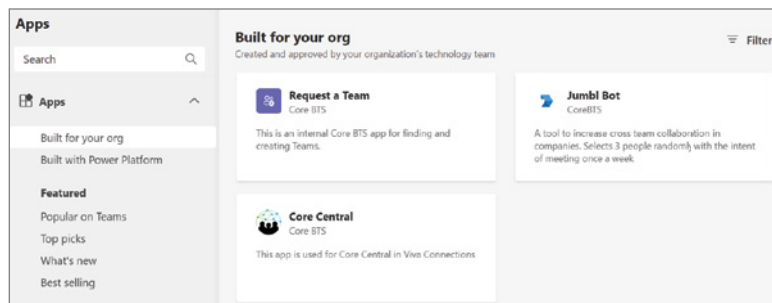 Apps
Search
Apps
Built for your org
Built with Power Platform
Featured
Popular on Teams
Top picks
What's new
Best selling
Built for your org
Created and approved by your organization's technology team
Filter
Request a Team
Core BTS
This is an internal Core BTS app for finding and
creating Teams.
Jumbl Bot
CoreBTS
A tool to increase cross team collaboration in
companies. Selects 3 people randomly with the intent
of meeting once a week
Core Central
Core BTS
This app is used for Core Central in Viva Connections